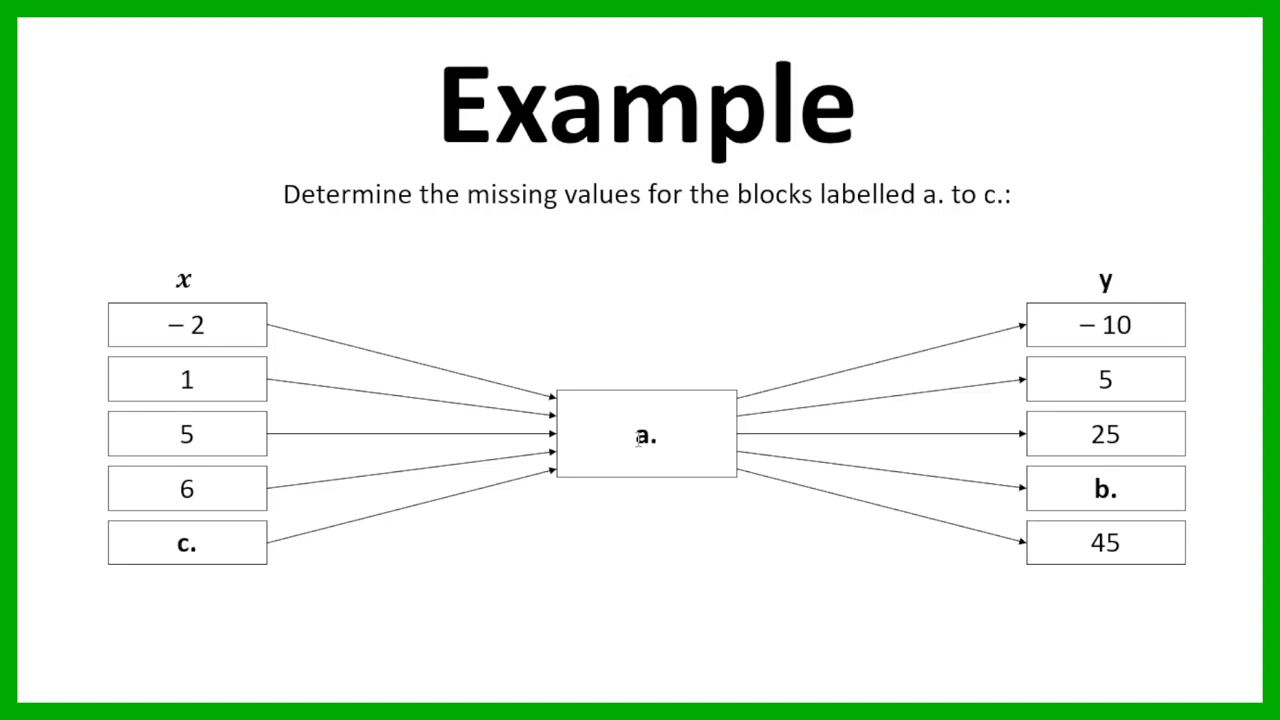 Example
Determine the missing values for the blocks labelled a. to c.:
x y
– 2 – 10
1 5
5 a. 25
6 b.
c. 45